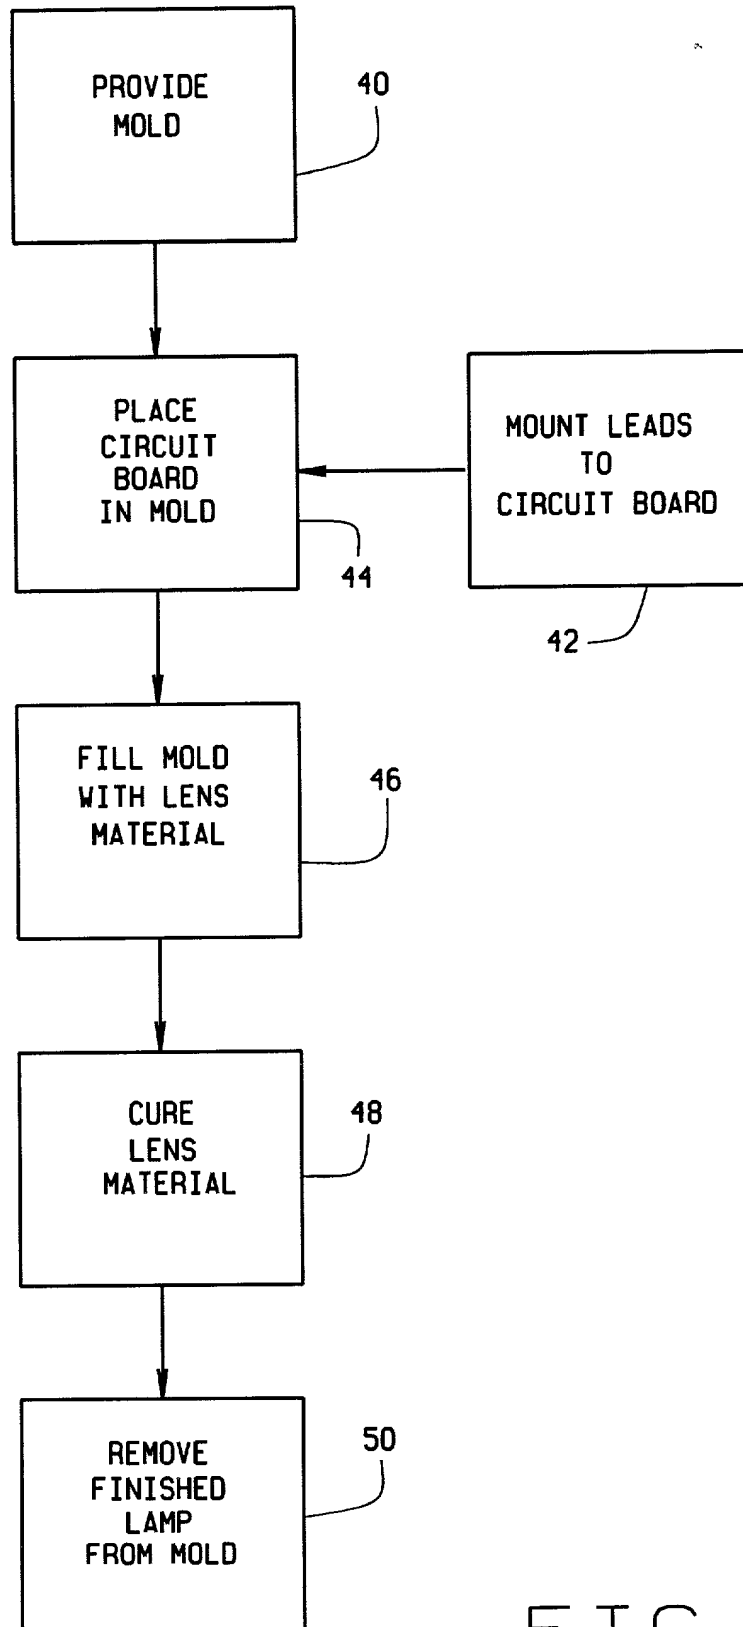 PROVIDE
MOLD
40
PLACE
CIRCUIT
BOARD
IN MOLD
44
MOUNT LEADS
TO
CIRCUIT BOARD
42
FILL MOLD
WITH LENS
MATERIAL
46
CURE
LENS
MATERIAL
48
REMOVE
FINISHED
LAMP
FROM MOLD
50
FIG